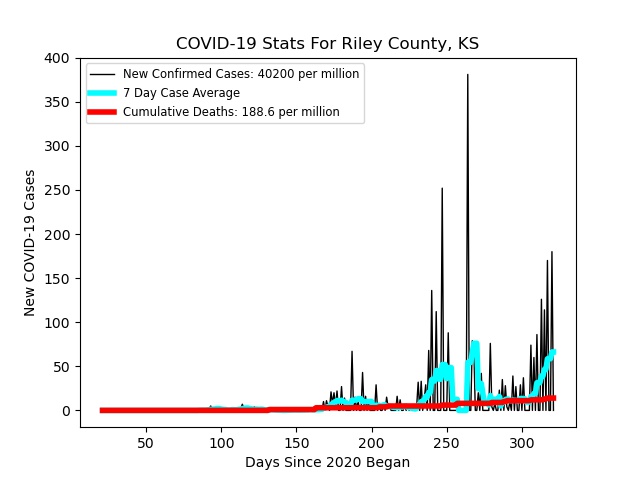 COVID-19 Stats For Riley County, KS
New Confirmed Cases: 40200 per million
7 Day Case Average
Cumulative Deaths: 188.6 per million
New COVID-19 Cases
400
350
300
250
200
150
100
50
0
50 100 150 200 250 300
Days Since 2020 Began